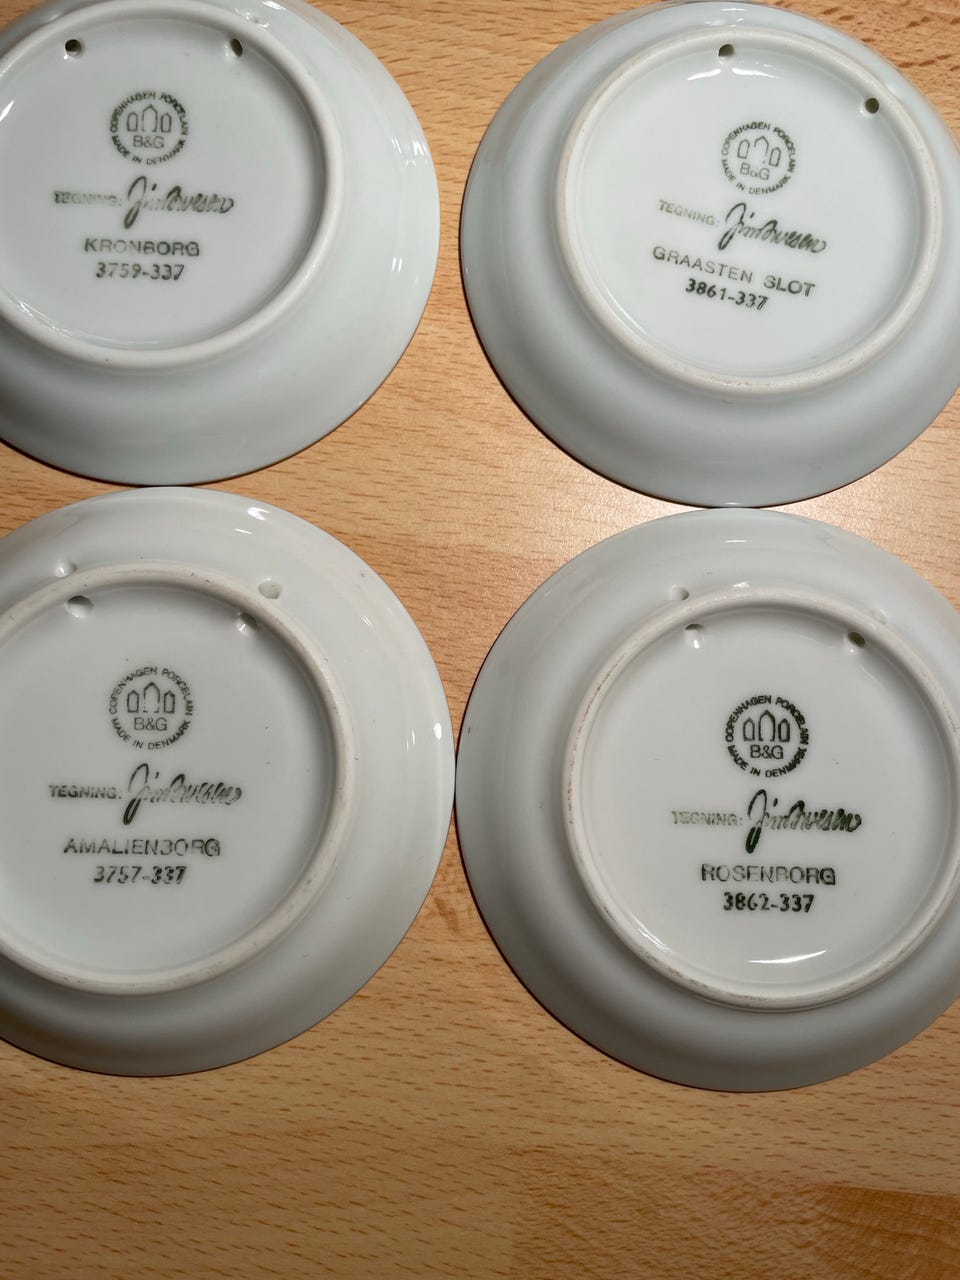 COPENHAGEN PORCELAIN
B&G
MADE IN DENMARK
TEGNING:
KRONBORG
3759-337
COPENHAGEN PORCELAIN
B&G
MADE IN DENMARK
TEGNING:
GRAASTEN SLOT
3861-337
COPENHAGEN PORCELAIN
B&G
MADE IN DENMARK
TEGNING:
AMALIENBORG
3757-337
COPENHAGEN PORCELAIN
B&G
MADE IN DENMARK
TEGNING:
ROSENBORG
3862-337